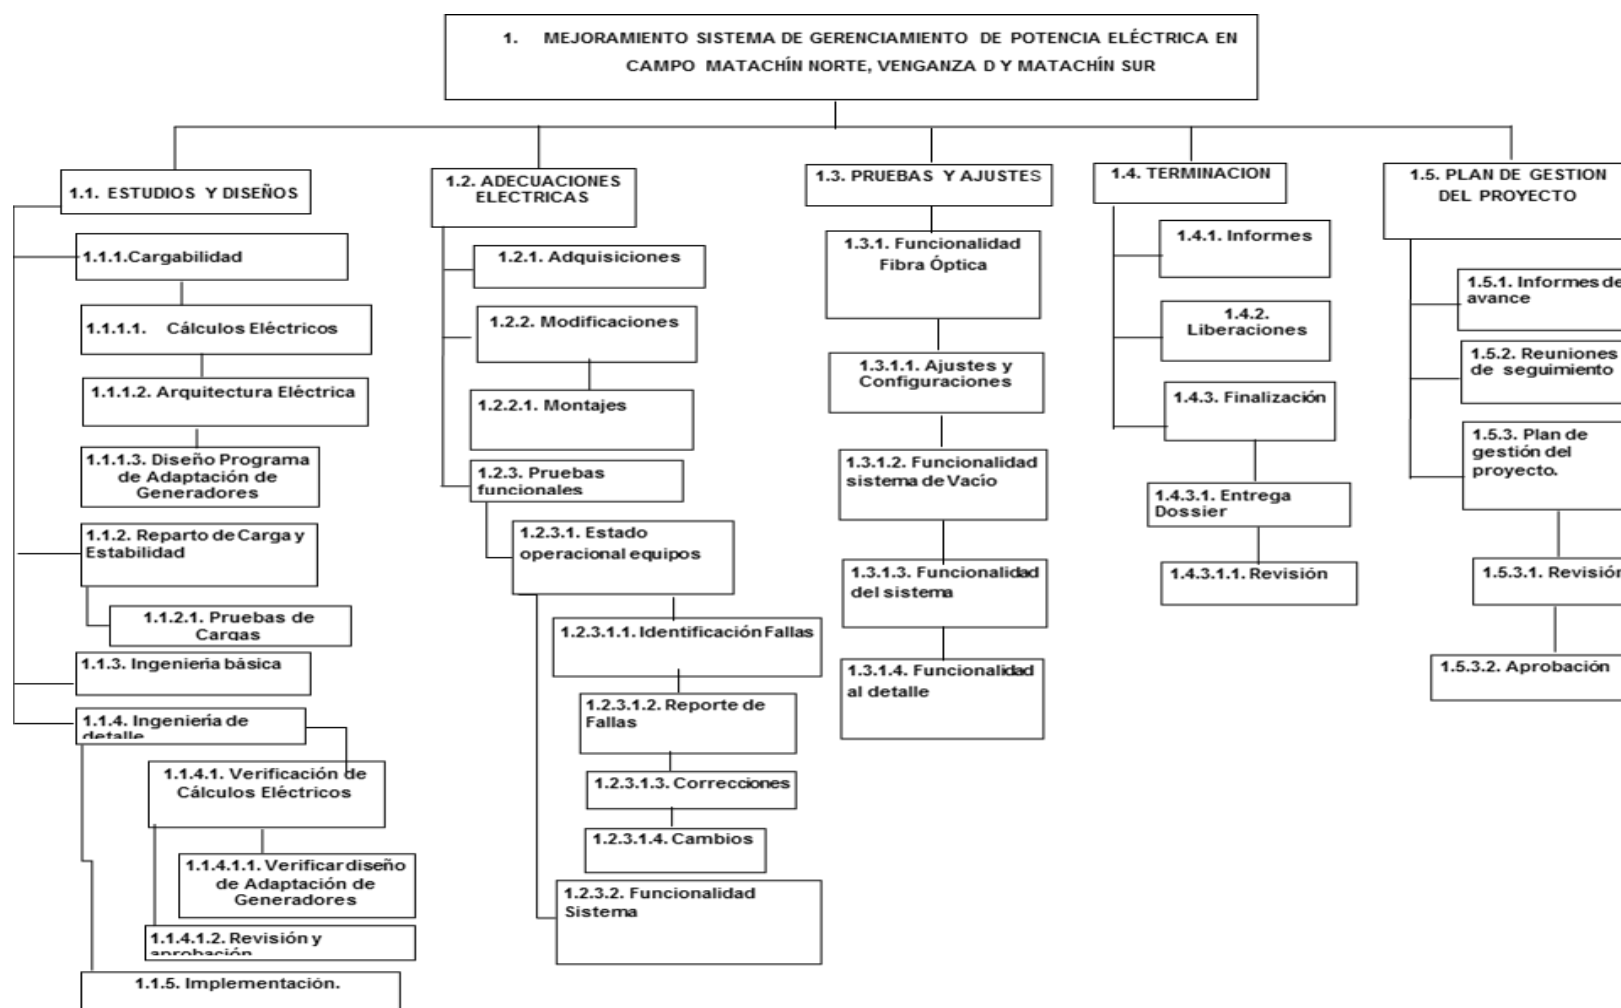 1. MEJORAMIENTO SISTEMA DE GERENCIAMIENTO DE POTENCIA ELÉCTRICA EN
CAMPO MATACHÍN NORTE, VENGANZA D Y MATACHÍN SUR
1.1. ESTUDIOS Y DISEÑOS
1.1.1.Cargabilidad
1.1.1.1. Cálculos Eléctricos
1.1.1.2. Arquitectura Eléctrica
1.1.1.3. Diseño Programa
de Adaptación de
Generadores
1.1.2. Reparto de Carga y
Estabilidad
1.1.2.1. Pruebas de
Cargas
1.1.3. Ingeniería básica
1.1.4. Ingeniería de
detalle
1.1.4.1. Verificación de
Cálculos Eléctricos
1.1.4.1.1. Verificar diseño
de Adaptación de
Generadores
1.1.4.1.2. Revisión y
aprobación
1.1.5. Implementación.
1.2. ADECUACIONES
ELECTRICAS
1.2.1. Adquisiciones
1.2.2. Modificaciones
1.2.2.1. Montajes
1.2.3. Pruebas
funcionales
1.2.3.1. Estado
operacional equipos
1.2.3.1.1. Identificación Fallas
1.2.3.1.2. Reporte de
Fallas
1.2.3.1.3. Correcciones
1.2.3.1.4. Cambios
1.2.3.2. Funcionalidad
Sistema
1.3. PRUEBAS Y AJUSTES
1.3.1. Funcionalidad
Fibra Óptica
1.3.1.1. Ajustes y
Configuraciones
1.3.1.2. Funcionalidad
sistema de Vacío
1.3.1.3. Funcionalidad
del sistema
1.3.1.4. Funcionalidad
al detalle
1.4. TERMINACION
1.4.1. Informes
1.4.2.
Liberaciones
1.4.3. Finalización
1.4.3.1. Entrega
Dossier
1.4.3.1.1. Revisión
1.5. PLAN DE GESTION
DEL PROYECTO
1.5.1. Informes de
avance
1.5.2. Reuniones
de seguimiento
1.5.3. Plan de
gestión del
proyecto.
1.5.3.1. Revisión
1.5.3.2. Aprobación